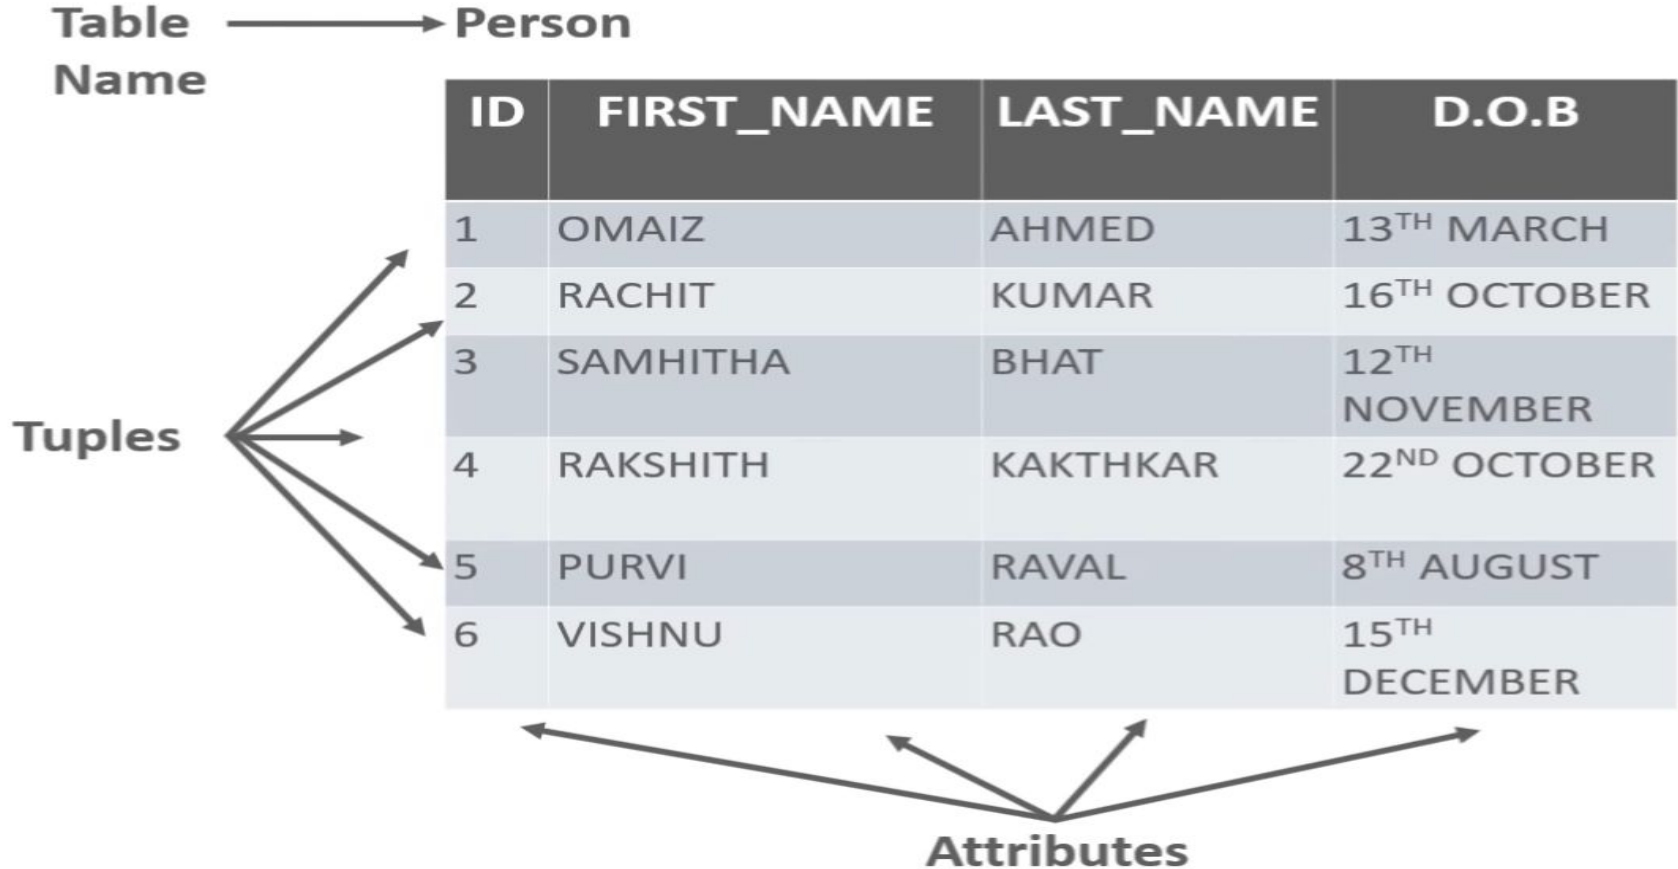 Table Person
Name
ID FIRST_NAME LAST_NAME D.O.B
1 OMAIZ AHMED 13TH MARCH
2 RACHIT KUMAR 16TH OCTOBER
3 SAMHITHA BHAT 12TH
NOVEMBER
Tuples
4 RAKSHITH KAKTHKAR 22ND OCTOBER
5 PURVI RAVAL 8TH AUGUST
6 VISHNU RAO 15TH
DECEMBER
Attributes